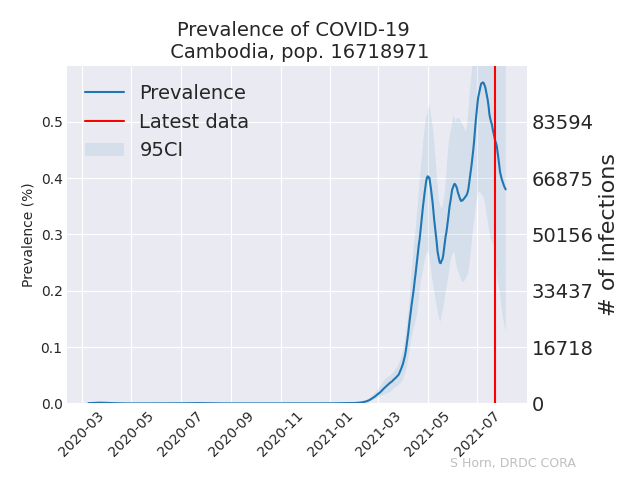 Prevalence of COVID-19
Cambodia, pop. 16718971
Prevalence
Latest data
95CI
Prevalence (%)
0.5
0.4
0.3
0.2
0.1
0.0
83594
66875
50156
33437
16718
0
# of infections
2020-03
2020-05
2020-07
2020-09
2020-11
2021-01
2021-03
2021-05
2021-07
S Horn, DRDC CORA